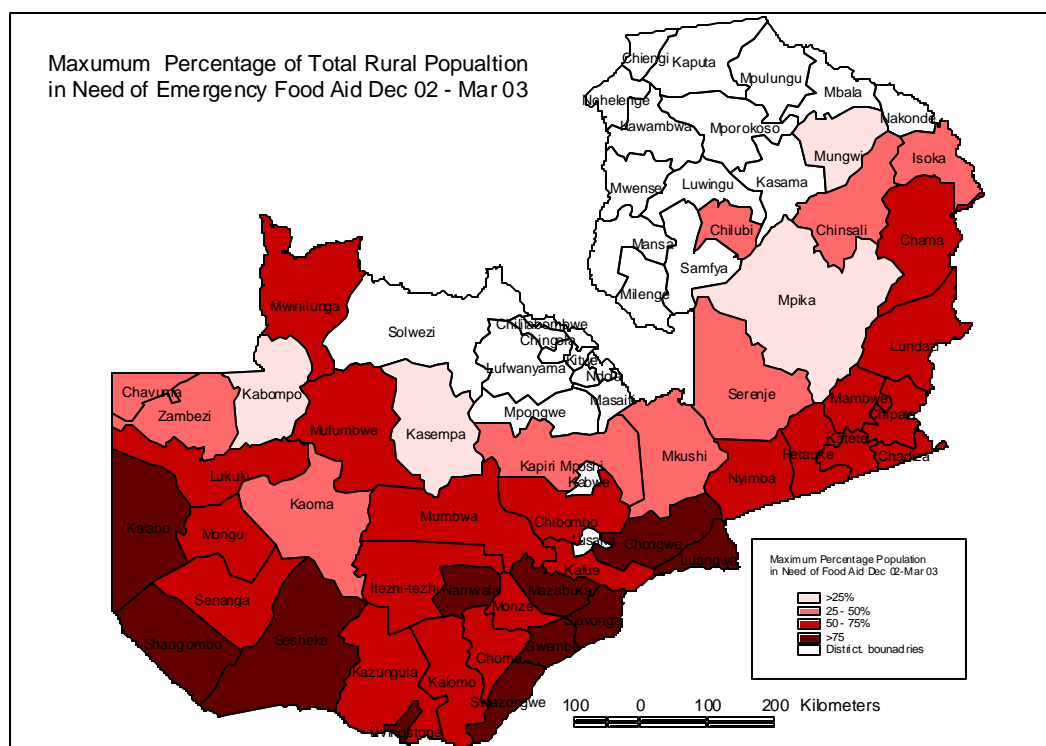 Maxumum Percentage of Total Rural Popualtion
in Need of Emergency Food Aid Dec 02 - Mar 03
Chiengi
Kaputa
Mpulungu
Mbala
Nchelenge
Nakonde
Kawambwa
Mporokoso
Mungwi
Isoka
Mwense
Luwingu
Kasama
Chilubi
Chinsali
Chama
Mansa
Samfya
Milenge
Mpika
Mwinilunga
Solwezi
Chililabombwe
Chingola
Kitwe
Ndola
Lufwanyama
Masaiti
Mpongwe
Lundazi
Chavuma
Zambezi
Kabompo
Kasempa
Mufumbwe
Serenje
Mambwe
Chipata
Katete
Petauke
Chadiza
Nyimba
Lukulu
Kaoma
Kapiri Mposhi
Kabwe
Mkushi
Kalabo
Mongu
Mumbwa
Chibombo
Lusaka
Chongwe
Luangwa
Kafue
Senanga
Itezhi-tezhi
Namwala
Mazabuka
Monze
Siavonga
Shang'ombo
Sesheke
Gwembe
Choma
Kazungula
Kalomo
Sinazongwe
Livingstone
Maximum Percentage Population
in Need of Food Aid Dec 02-Mar 03
>25%
25 - 50%
50 - 75%
>75
District. bounadries
100 0 100 200 Kilometers